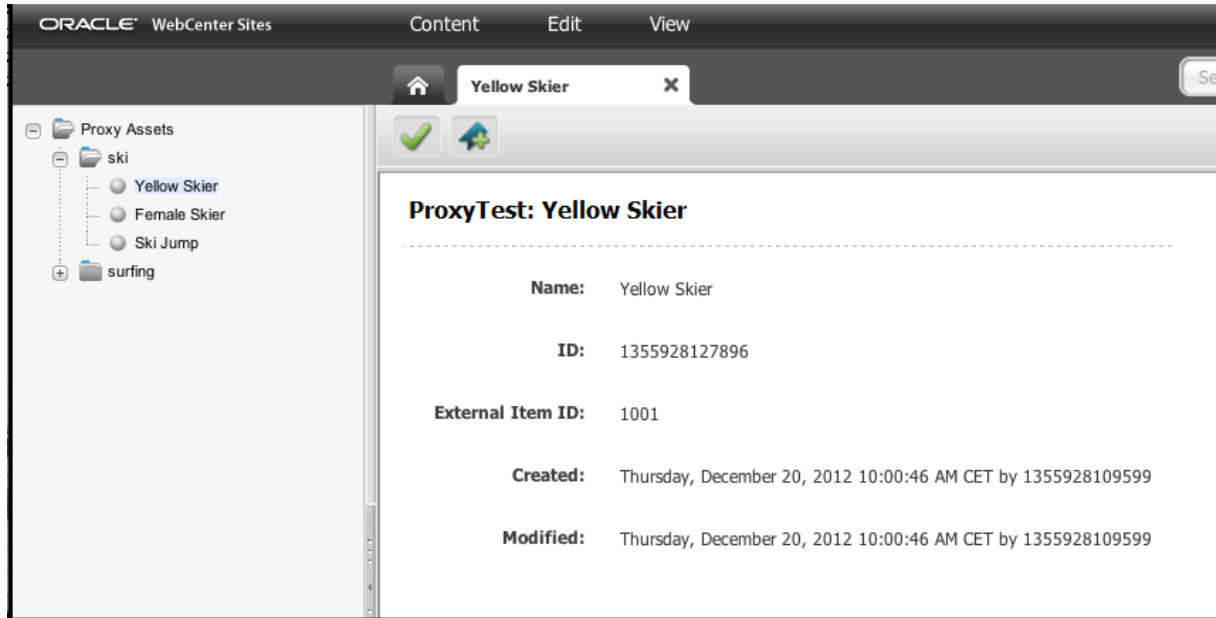 ORACLE WebCenter Sites
Content Edit View
Yellow Skier
Se
Proxy Assets
ski
Yellow Skier
Female Skier
Ski Jump
surfing
ProxyTest: Yellow Skier
Name: Yellow Skier
ID: 1355928127896
External Item ID: 1001
Created: Thursday, December 20, 2012 10:00:46 AM CET by 1355928109599
Modified: Thursday, December 20, 2012 10:00:46 AM CET by 1355928109599